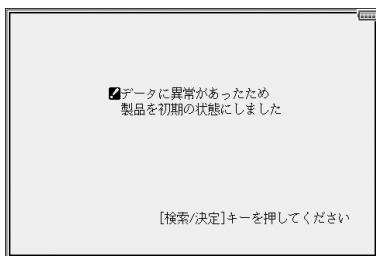 データに異常があったため
製品を初期の状態にしました
[検索/決定]キーを押してください